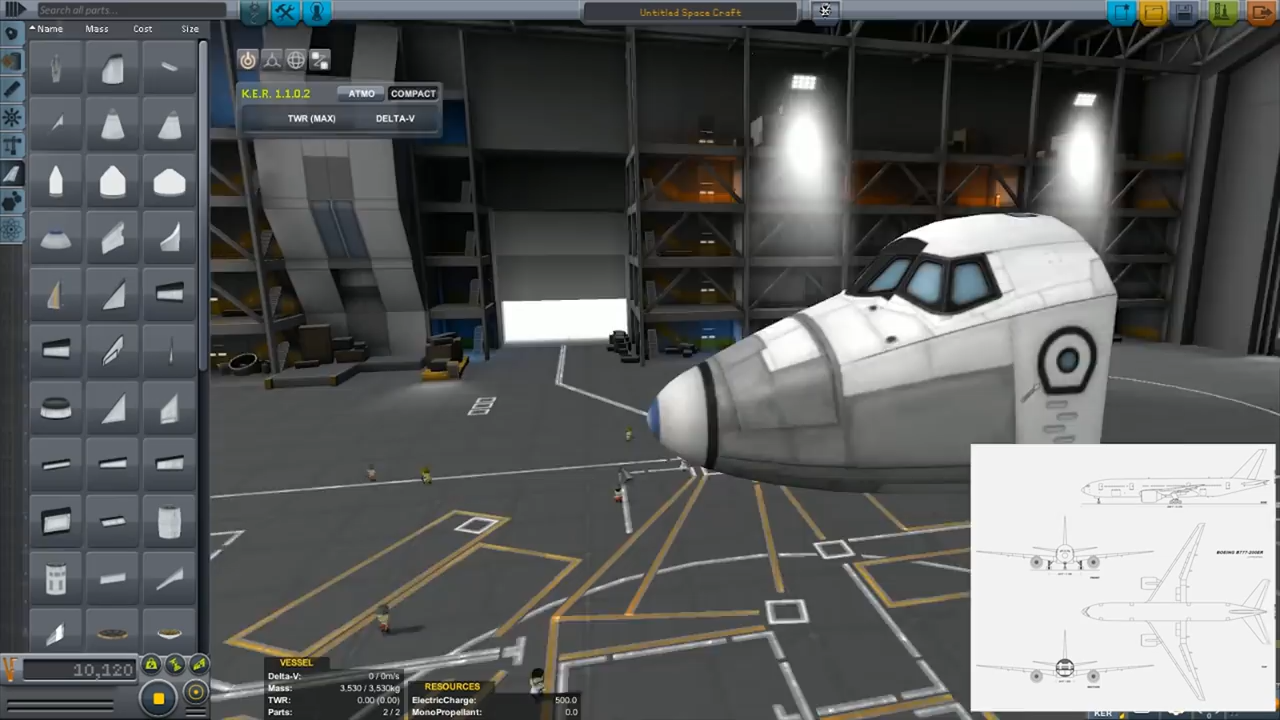 Search all parts...
Untitled Space Craft
Name Mass Cost Size
K.E.R. 1.1.0.2 ATMO COMPACT
TWR (MAX) DELTA-V
BOEING B777-200ER
10,120
VESSEL
Delta-V: 0 / 0m/s
Mass: 3,530 / 3,530kg
TWR: 0.00 (0.00)
Parts: 2 / 2
RESOURCES
ElectricCharge: 500.0
MonoPropellant: 0.0
KER